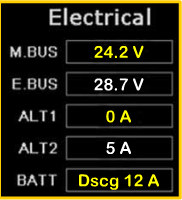 Electrical
M.BUS 24.2 V
E.BUS 28.7 V
ALT1 0 A
ALT2 5 A
BATT Dscg 12 A